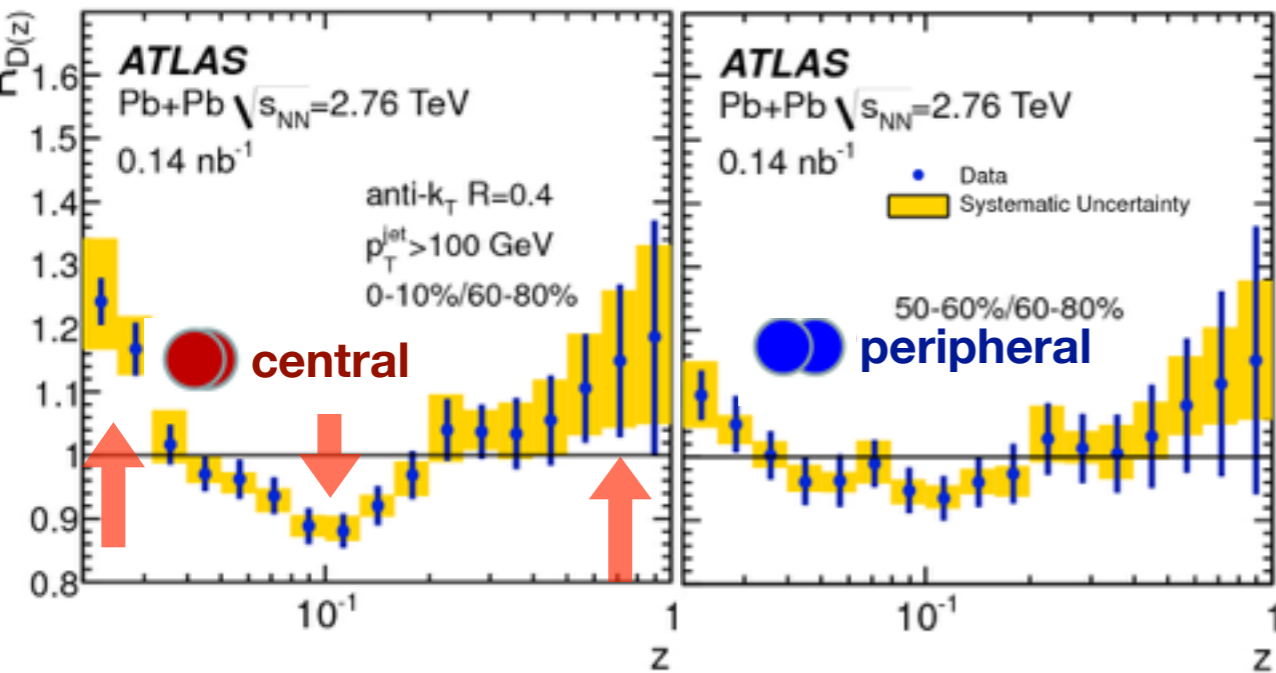 R_D(z)
1.6
1.5
1.4
1.3
1.2
1.1
1
0.9
0.8
ATLAS
Pb+Pb √s_NN=2.76 TeV
0.14 nb^-1
anti-k_T R=0.4
p_T^jet>100 GeV
0-10%/60-80%
central
10^-1
1
z
ATLAS
Pb+Pb √s_NN=2.76 TeV
0.14 nb^-1
Data
Systematic Uncertainty
50-60%/60-80%
peripheral
10^-1
1
z